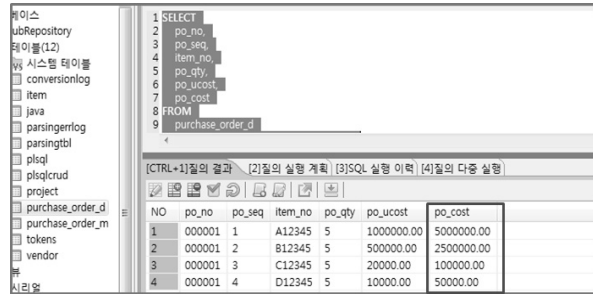 케이스
ubRepository
테이블(12)
시스템 테이블
conversionlog
item
java
parsingerrlog
parsingtbl
plsql
plsqlcrud
project
purchase_order_d
purchase_order_m
tokens
vendor
뷰
시리얼
1 SELECT
2 po_no,
3 po_seq,
4 item_no,
5 po_qty,
6 po_ucost,
7 po_cost
8 FROM
9 purchase_order_d
[CTRL+1]질의 결과 [2]질의 실행 계획 [3]SQL 실행 이력 [4]질의 다중 실행
NO po_no po_seq item_no po_qty po_ucost po_cost
1 000001 1 A12345 5 1000000.00 5000000.00
2 000001 2 B12345 5 500000.00 2500000.00
3 000001 3 C12345 5 20000.00 100000.00
4 000001 4 D12345 5 10000.00 50000.00